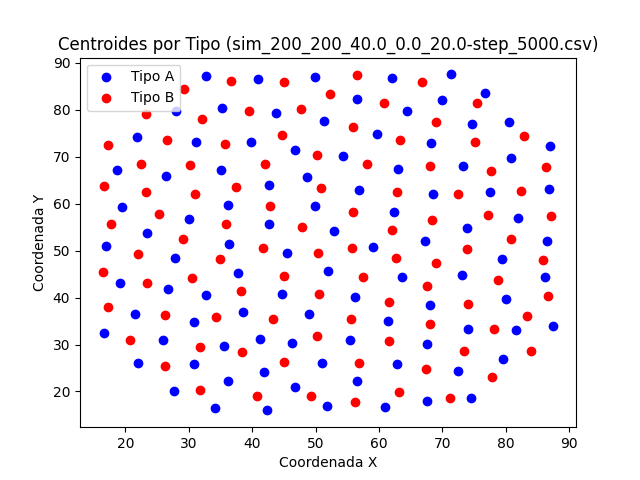 Centroides por Tipo (sim_200_200_40.0_0.0_20.0-step_5000.csv)
Tipo A
Tipo B
90
80
70
60
50
40
30
20
Coordenada Y
20 30 40 50 60 70 80 90
Coordenada X